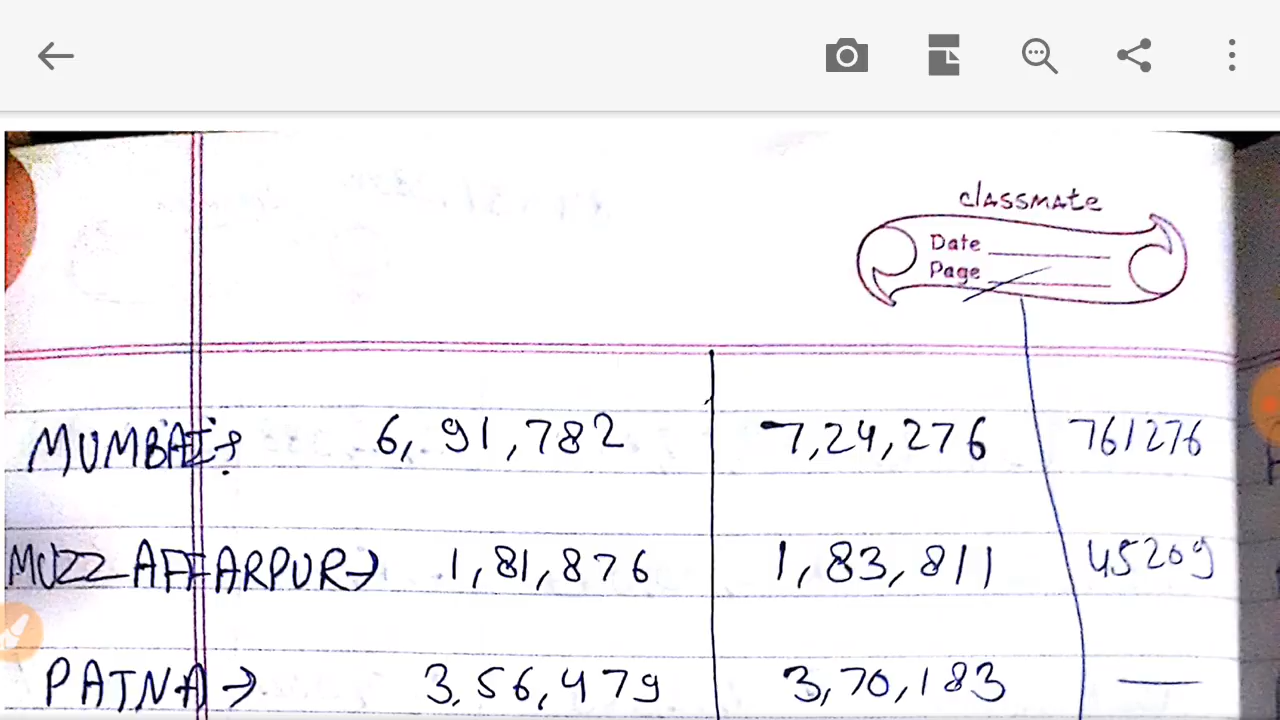 classmate
Date
Page
MUMBAI→ 6,91,782 7,24,276 761276
MUZZAFFARPUR→ 1,81,876 1,83,811 45209
PATNA→ 3,56,479 3,70,183 —